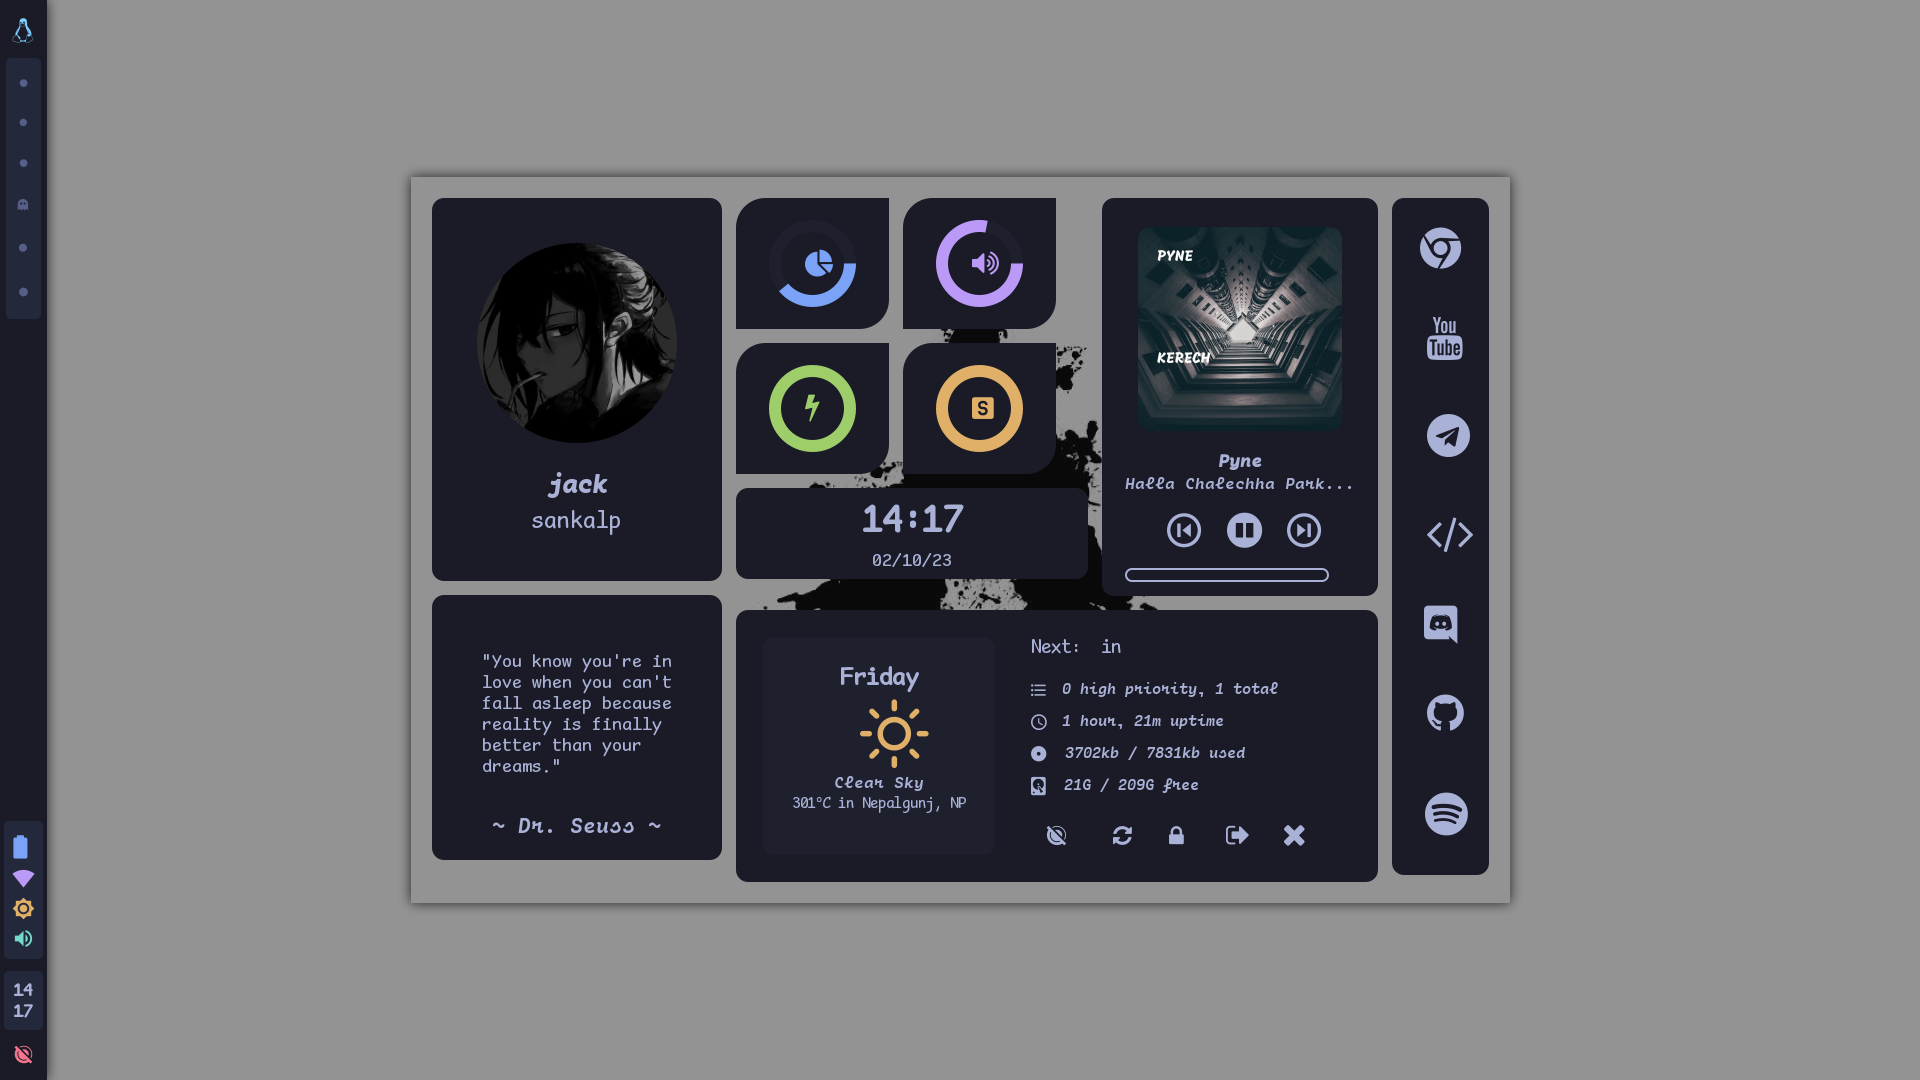 jack
sankalp
"You know you're in
love when you can't
fall asleep because
reality is finally
better than your
dreams."
~ Dr. Seuss ~
S
14:17
02/10/23
PYNE
KERECH
Pyne
Halla Chalechha Park...
You
Tube
Friday
Clear Sky
301°C in Nepalgunj, NP
Next:  in
0 high priority, 1 total
1 hour, 21m uptime
3702kb / 7831kb used
21G / 209G free
14
17